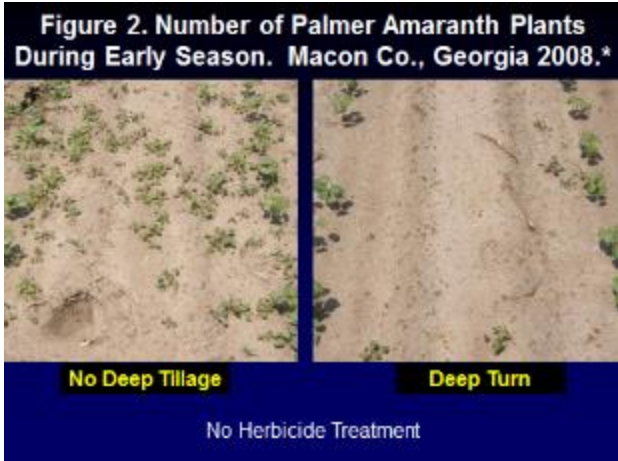 Figure 2. Number of Palmer Amaranth Plants
During Early Season.  Macon Co., Georgia 2008.*
No Deep Tillage
Deep Turn
No Herbicide Treatment